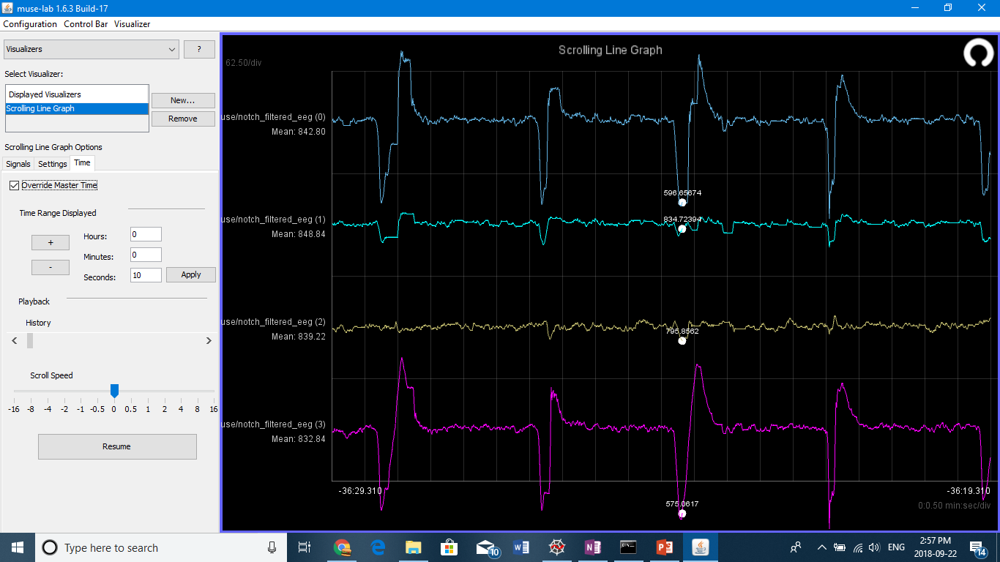 muse-lab 1.6.3 Build-17
Configuration Control Bar Visualizer
Visualizers
?
Select Visualizer:
Displayed Visualizers
Scrolling Line Graph
New...
Remove
Scrolling Line Graph Options
Signals Settings Time
Override Master Time
Time Range Displayed
+
-
Hours: 0
Minutes: 0
Seconds: 10
Apply
Playback
History
Scroll Speed
-16 -8 -4 -2 -1 -0.5 0 0.5 1 2 4 8 16
Resume
Scrolling Line Graph
62.50/div
use/notch_filtered_eeg (0)
Mean: 842.80
596.65674
use/notch_filtered_eeg (1)
Mean: 848.84
834.72394
use/notch_filtered_eeg (2)
Mean: 839.22
795.8562
use/notch_filtered_eeg (3)
Mean: 832.84
575.0617
-36:29.310
-36:19.310
0:0.50 min:sec/div
Type here to search
10
ENG
2:57 PM
2018-09-22
14